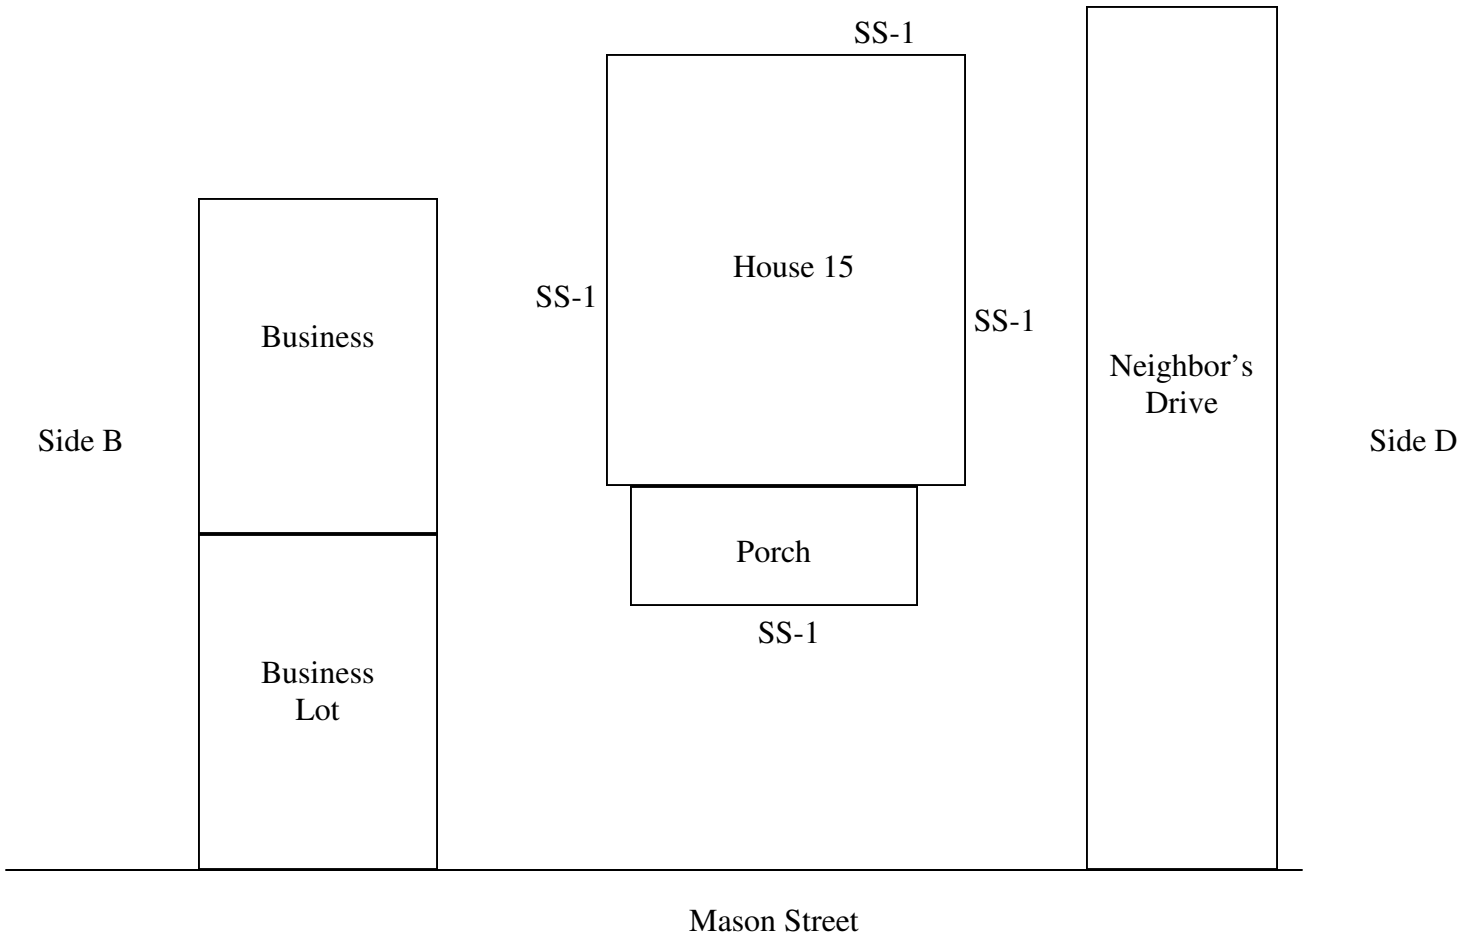 SS-1
House 15
SS-1
SS-1
Business
Neighbor’s
Drive
Side B
Side D
Porch
SS-1
Business
Lot
Mason Street